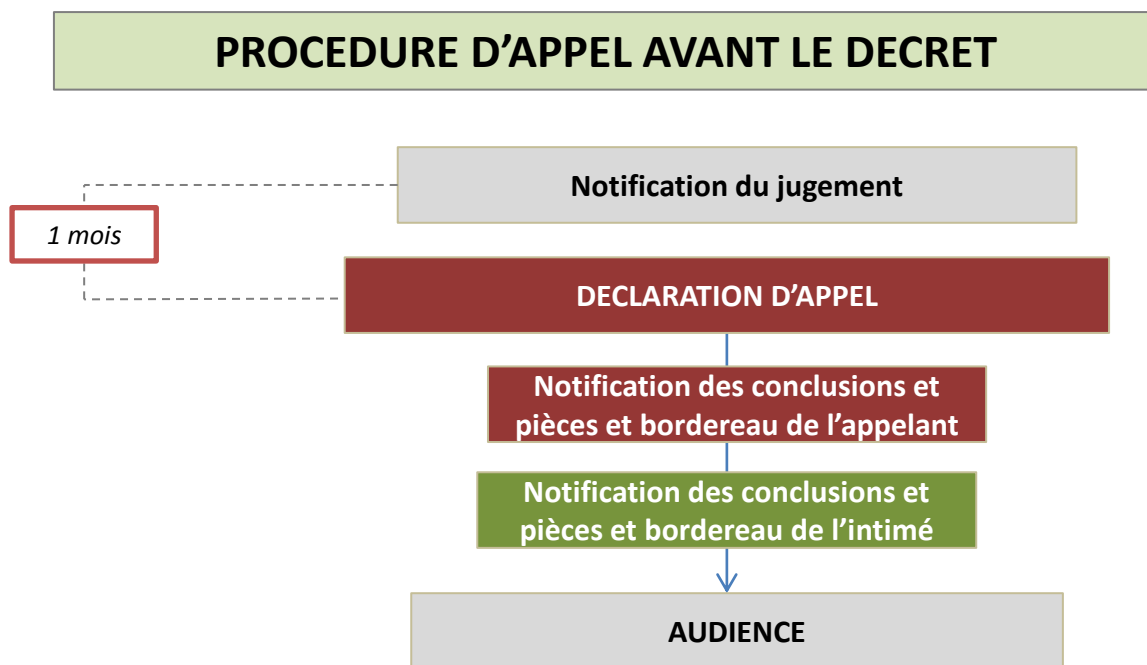 PROCEDURE D’APPEL AVANT LE DECRET
Notification du jugement
1 mois
DECLARATION D’APPEL
Notification des conclusions et
pièces et bordereau de l’appelant
Notification des conclusions et
pièces et bordereau de l’intimé
AUDIENCE